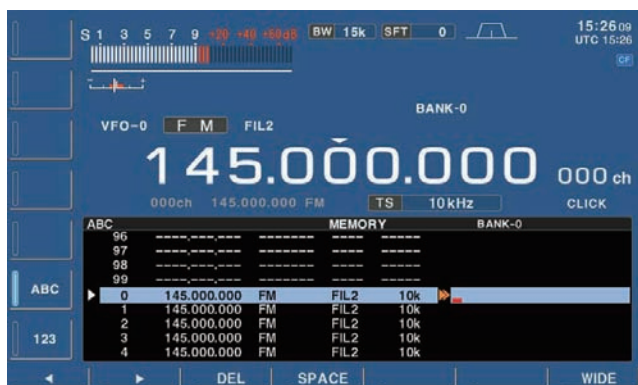 S 1 3 5 7 9 +20 +40 +60dB BW 15k SFT 0 15:26 09
UTC 15:26
CF
BANK-0
VFO-0 FM FIL2
145.000.000 000 ch
000ch 145.000.000 FM TS 10kHz CLICK
ABC MEMORY BANK-0
96 ----.---.--- ------- ---- -----
97 ----.---.--- ------- ---- -----
98 ----.---.--- ------- ---- -----
99 ----.---.--- ------- ---- -----
0 145.000.000 FM FIL2 10k
1 145.000.000 FM FIL2 10k
2 145.000.000 FM FIL2 10k
3 145.000.000 FM FIL2 10k
4 145.000.000 FM FIL2 10k
ABC
123
DEL SPACE WIDE